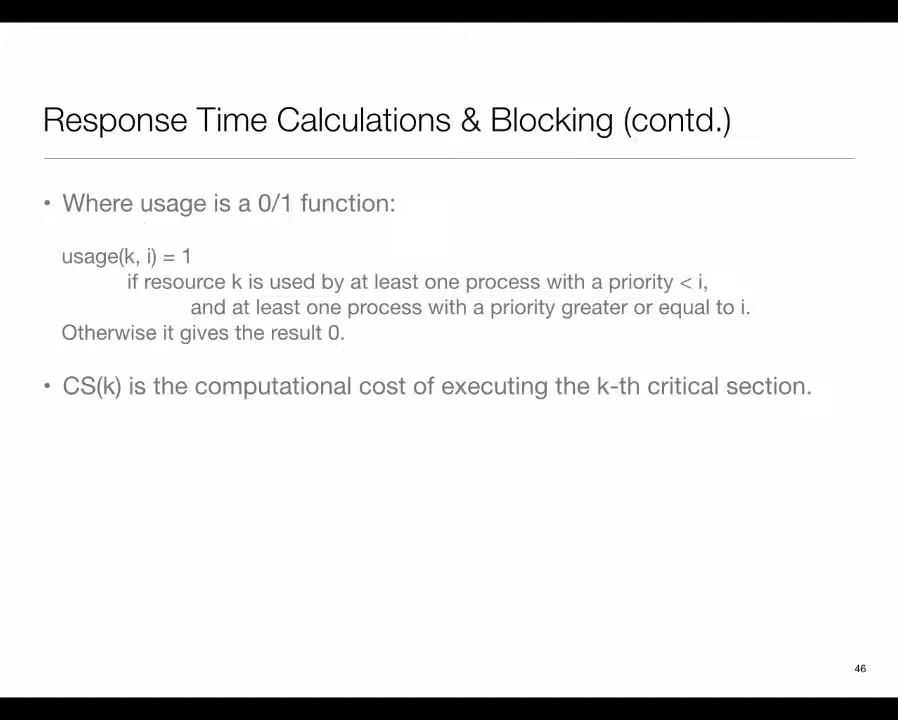 Response Time Calculations & Blocking (contd.)
• Where usage is a 0/1 function:
usage(k, i) = 1
if resource k is used by at least one process with a priority < i,
and at least one process with a priority greater or equal to i.
Otherwise it gives the result 0.
• CS(k) is the computational cost of executing the k-th critical section.
46